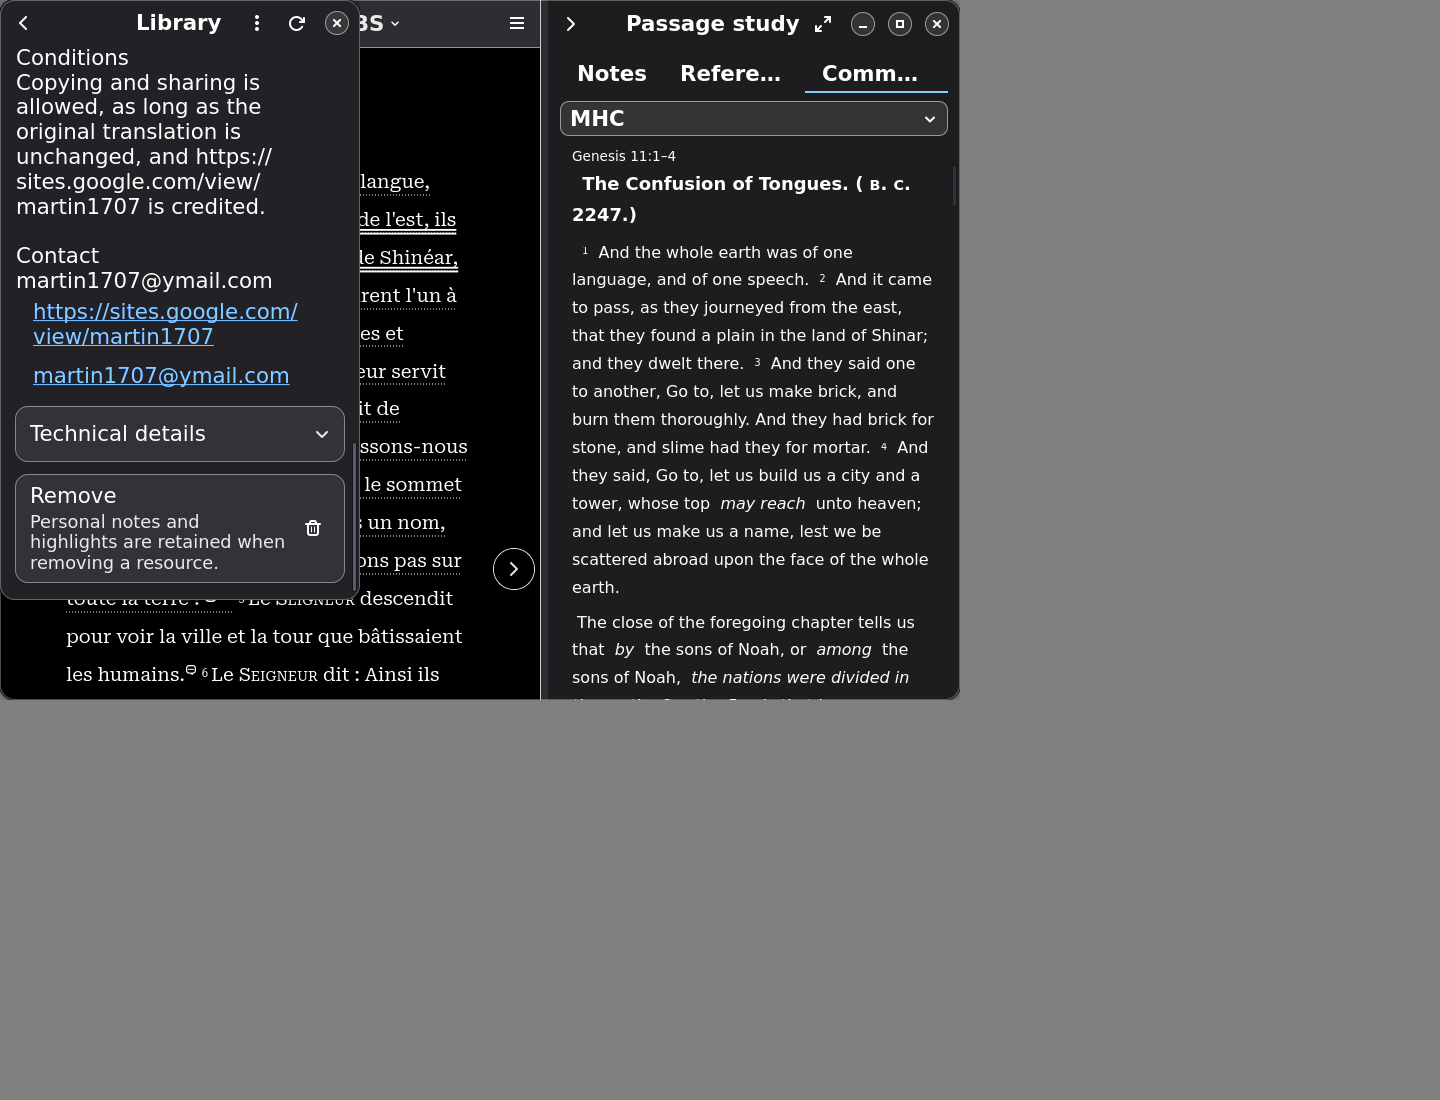 Library
Conditions
Copying and sharing is
allowed, as long as the
original translation is
unchanged, and https://
sites.google.com/view/
martin1707 is credited.
Contact
martin1707@ymail.com
https://sites.google.com/
view/martin1707
martin1707@ymail.com
Technical details
Remove
Personal notes and
highlights are retained when
removing a resource.
langue,
de l'est, ils
de Shinéar,
rent l'un à
es et
eur servit
it de
ssons-nous
le sommet
un nom,
ons pas sur
toute la terre ! 5 Le Seigneur descendit
pour voir la ville et la tour que bâtissaient
les humains. 6 Le Seigneur dit : Ainsi ils
Passage study
Notes Refere… Comm…
MHC
Genesis 11:1–4
The Confusion of Tongues. ( B. C.
2247.)
1 And the whole earth was of one
language, and of one speech. 2 And it came
to pass, as they journeyed from the east,
that they found a plain in the land of Shinar;
and they dwelt there. 3 And they said one
to another, Go to, let us make brick, and
burn them thoroughly. And they had brick for
stone, and slime had they for mortar. 4 And
they said, Go to, let us build us a city and a
tower, whose top may reach unto heaven;
and let us make us a name, lest we be
scattered abroad upon the face of the whole
earth.
The close of the foregoing chapter tells us
that by the sons of Noah, or among the
sons of Noah, the nations were divided in